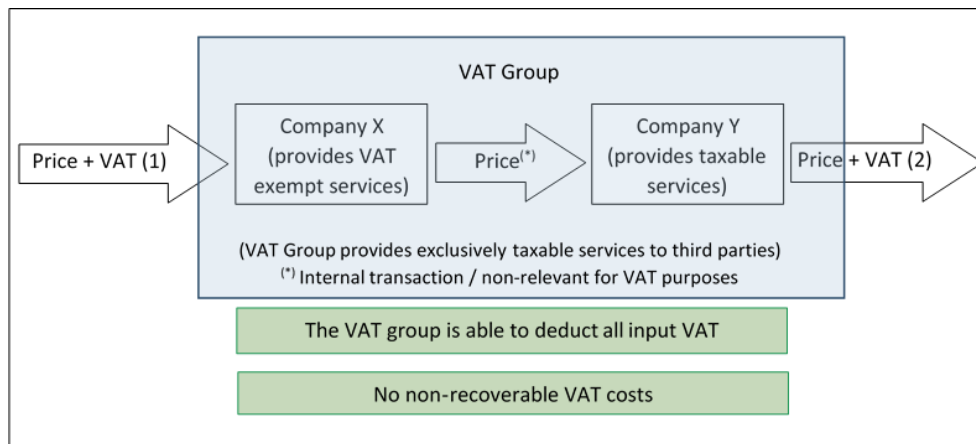 VAT Group
Price + VAT (1)
Company X
(provides VAT
exempt services)
Price(*)
Company Y
(provides taxable
services)
Price + VAT (2)
(VAT Group provides exclusively taxable services to third parties)
(*) Internal transaction / non-relevant for VAT purposes
The VAT group is able to deduct all input VAT
No non-recoverable VAT costs